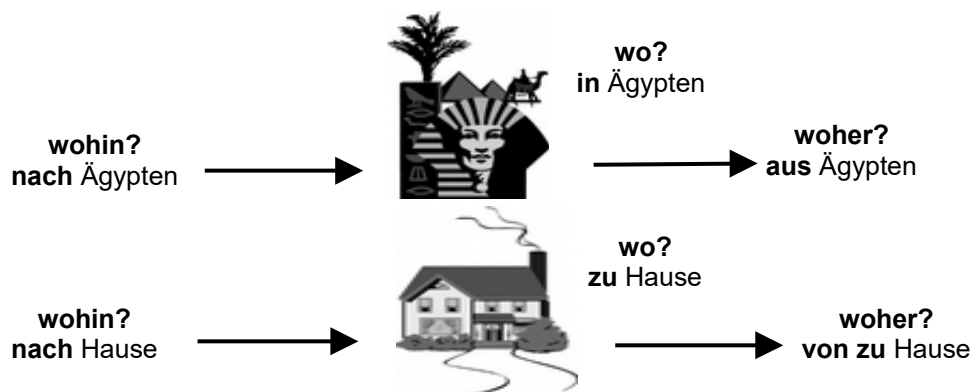 wo?
in Ägypten
wohin?
nach Ägypten
woher?
aus Ägypten
wo?
zu Hause
wohin?
nach Hause
woher?
von zu Hause